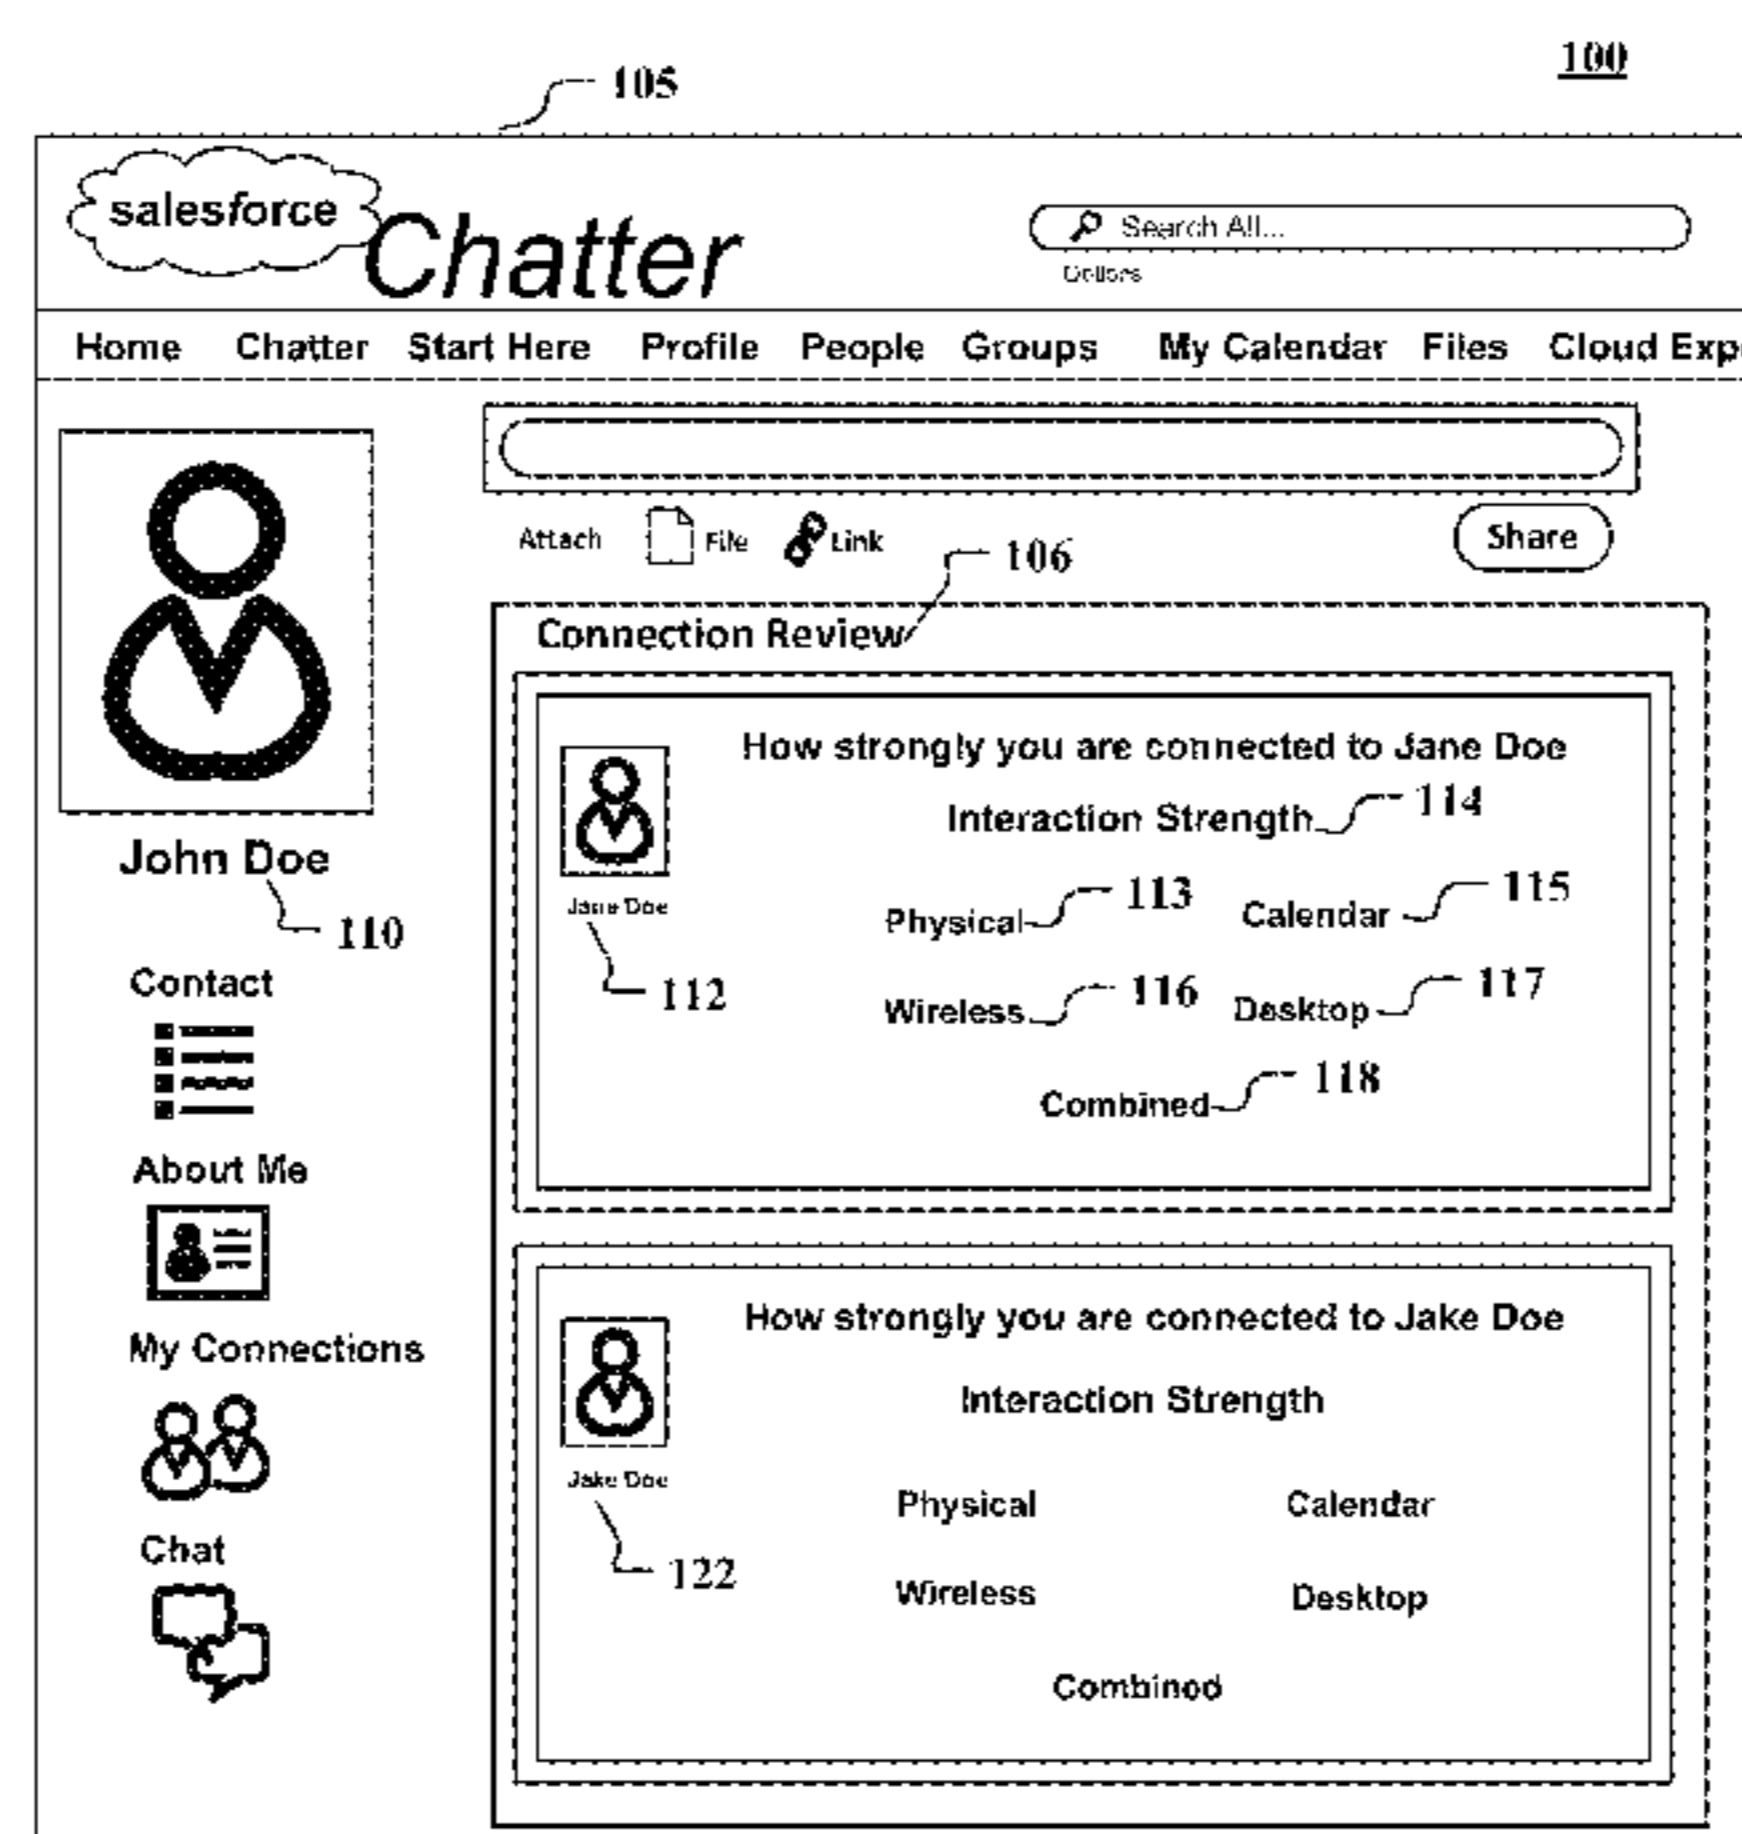 100
105
salesforce
Chatter
Search All...
Options
Home Chatter Start Here Profile People Groups My Calendar Files Cloud Exp
Attach File Link Share
106
Connection Review
How strongly you are connected to Jane Doe
Interaction Strength 114
Jane Doe
Physical 113 Calendar 115
112
Wireless 116 Desktop 117
Combined 118
John Doe
110
Contact
About Me
My Connections
Chat
How strongly you are connected to Jake Doe
Interaction Strength
Jake Doe
Physical Calendar
122
Wireless Desktop
Combined